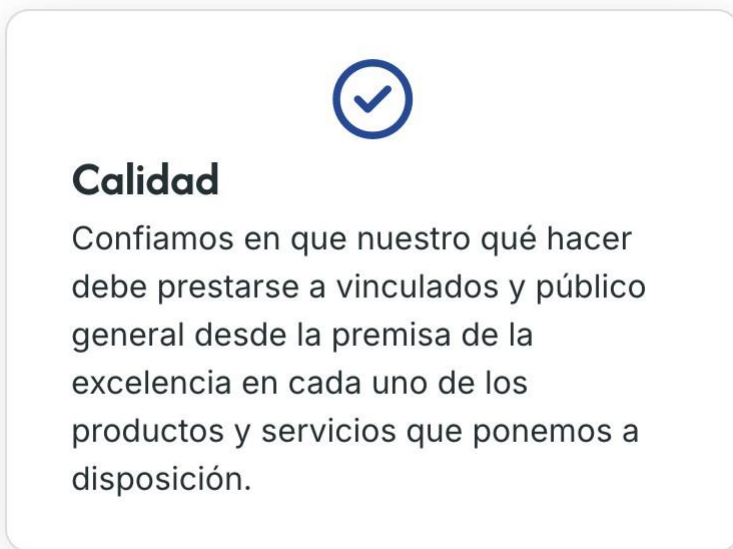 Calidad
Confiamos en que nuestro qué hacer
debe prestarse a vinculados y público
general desde la premisa de la
excelencia en cada uno de los
productos y servicios que ponemos a
disposición.